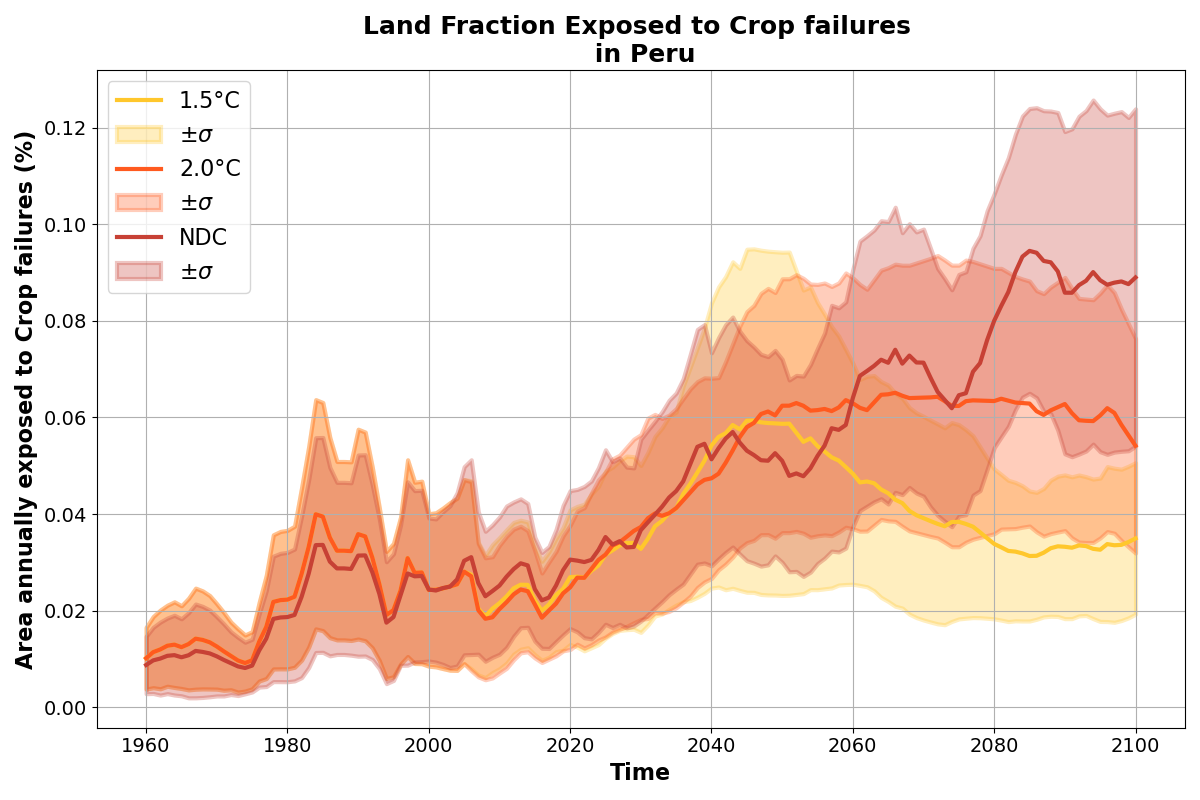 Land Fraction Exposed to Crop failures
in Peru
Area annually exposed to Crop failures (%)
0.12
0.10
0.08
0.06
0.04
0.02
0.00
1.5°C
±σ
2.0°C
±σ
NDC
±σ
1960
1980
2000
2020
2040
2060
2080
2100
Time